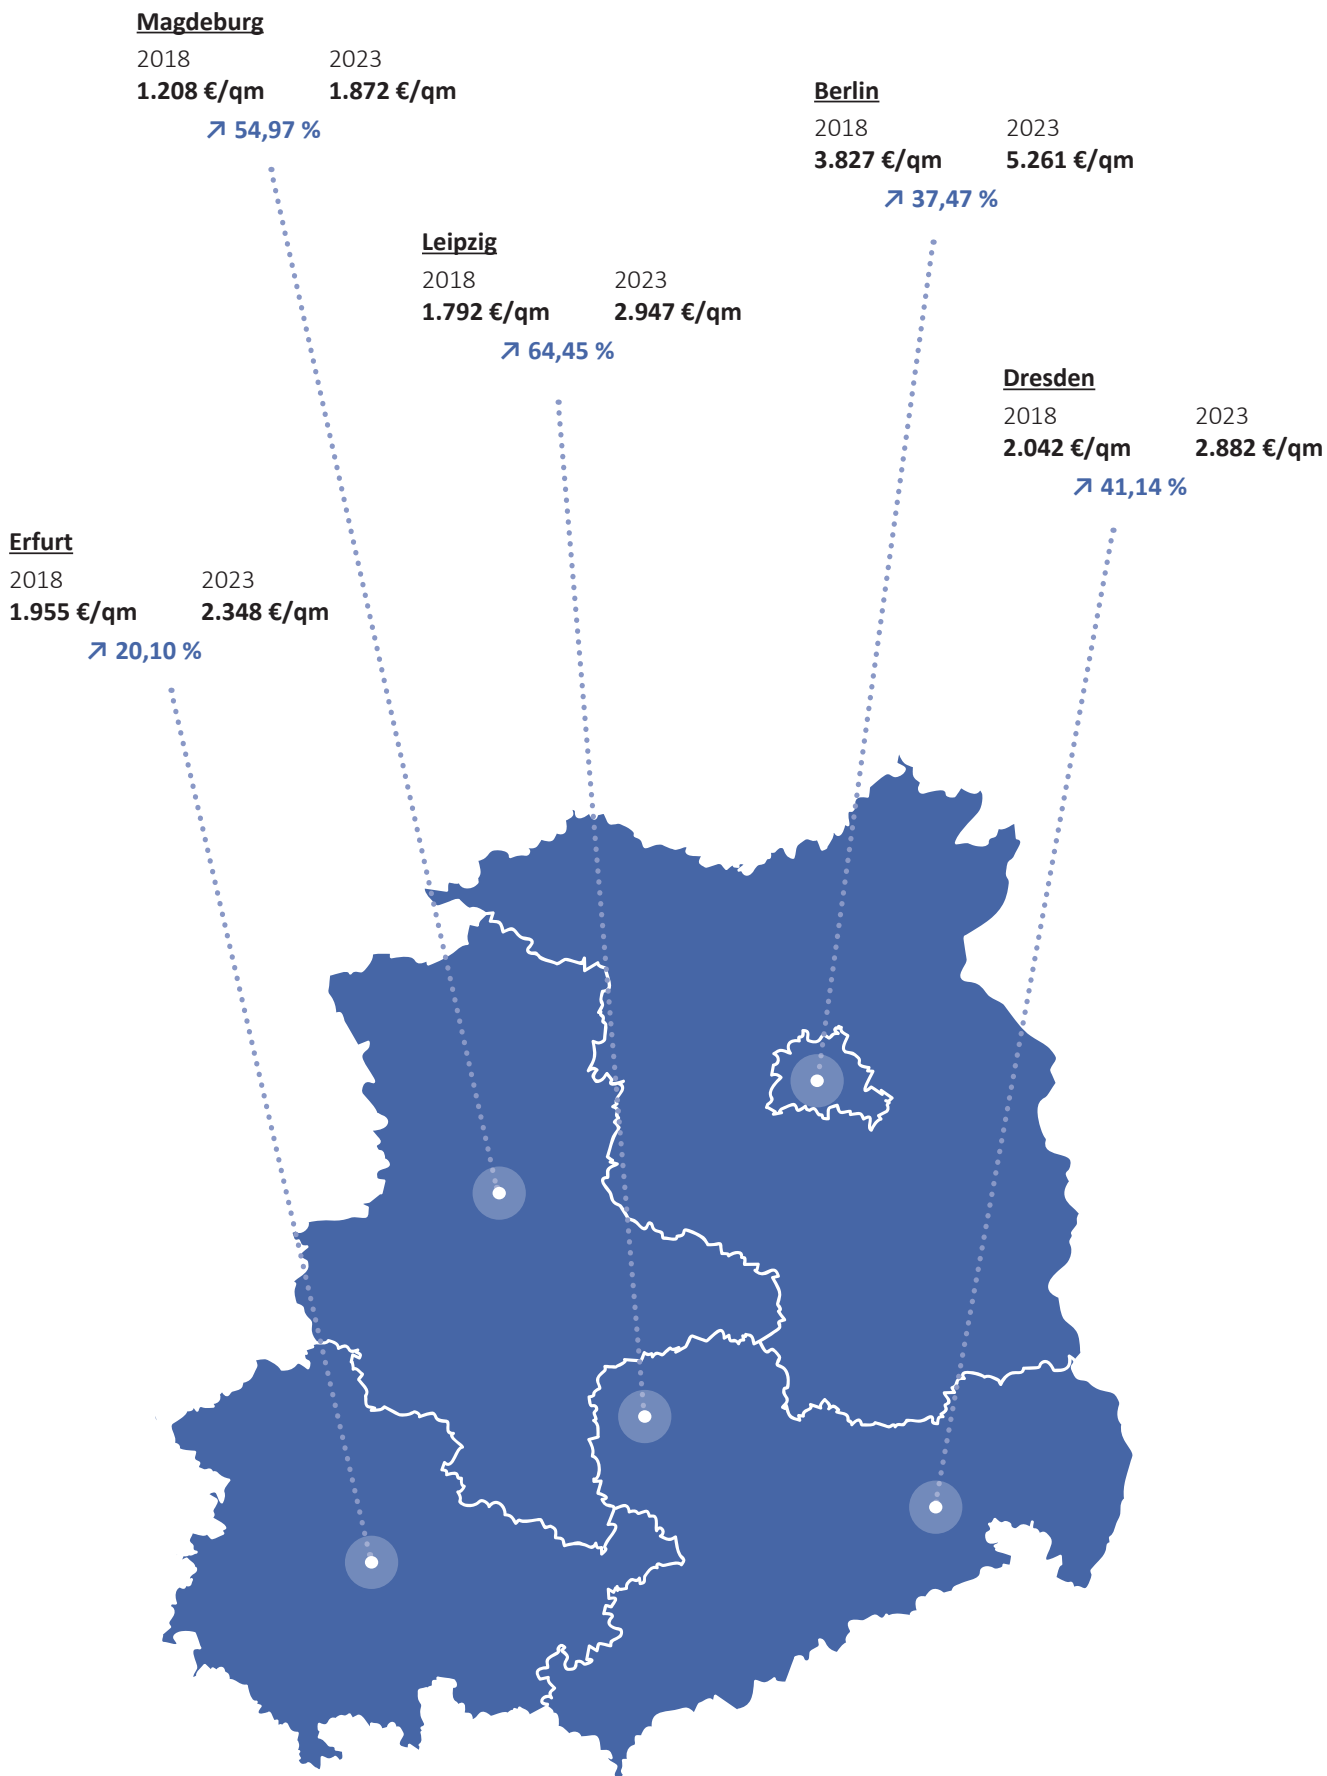 Magdeburg
2018 2023
1.208 €/qm 1.872 €/qm
↗ 54,97 %
Berlin
2018 2023
3.827 €/qm 5.261 €/qm
↗ 37,47 %
Leipzig
2018 2023
1.792 €/qm 2.947 €/qm
↗ 64,45 %
Dresden
2018 2023
2.042 €/qm 2.882 €/qm
↗ 41,14 %
Erfurt
2018 2023
1.955 €/qm 2.348 €/qm
↗ 20,10 %